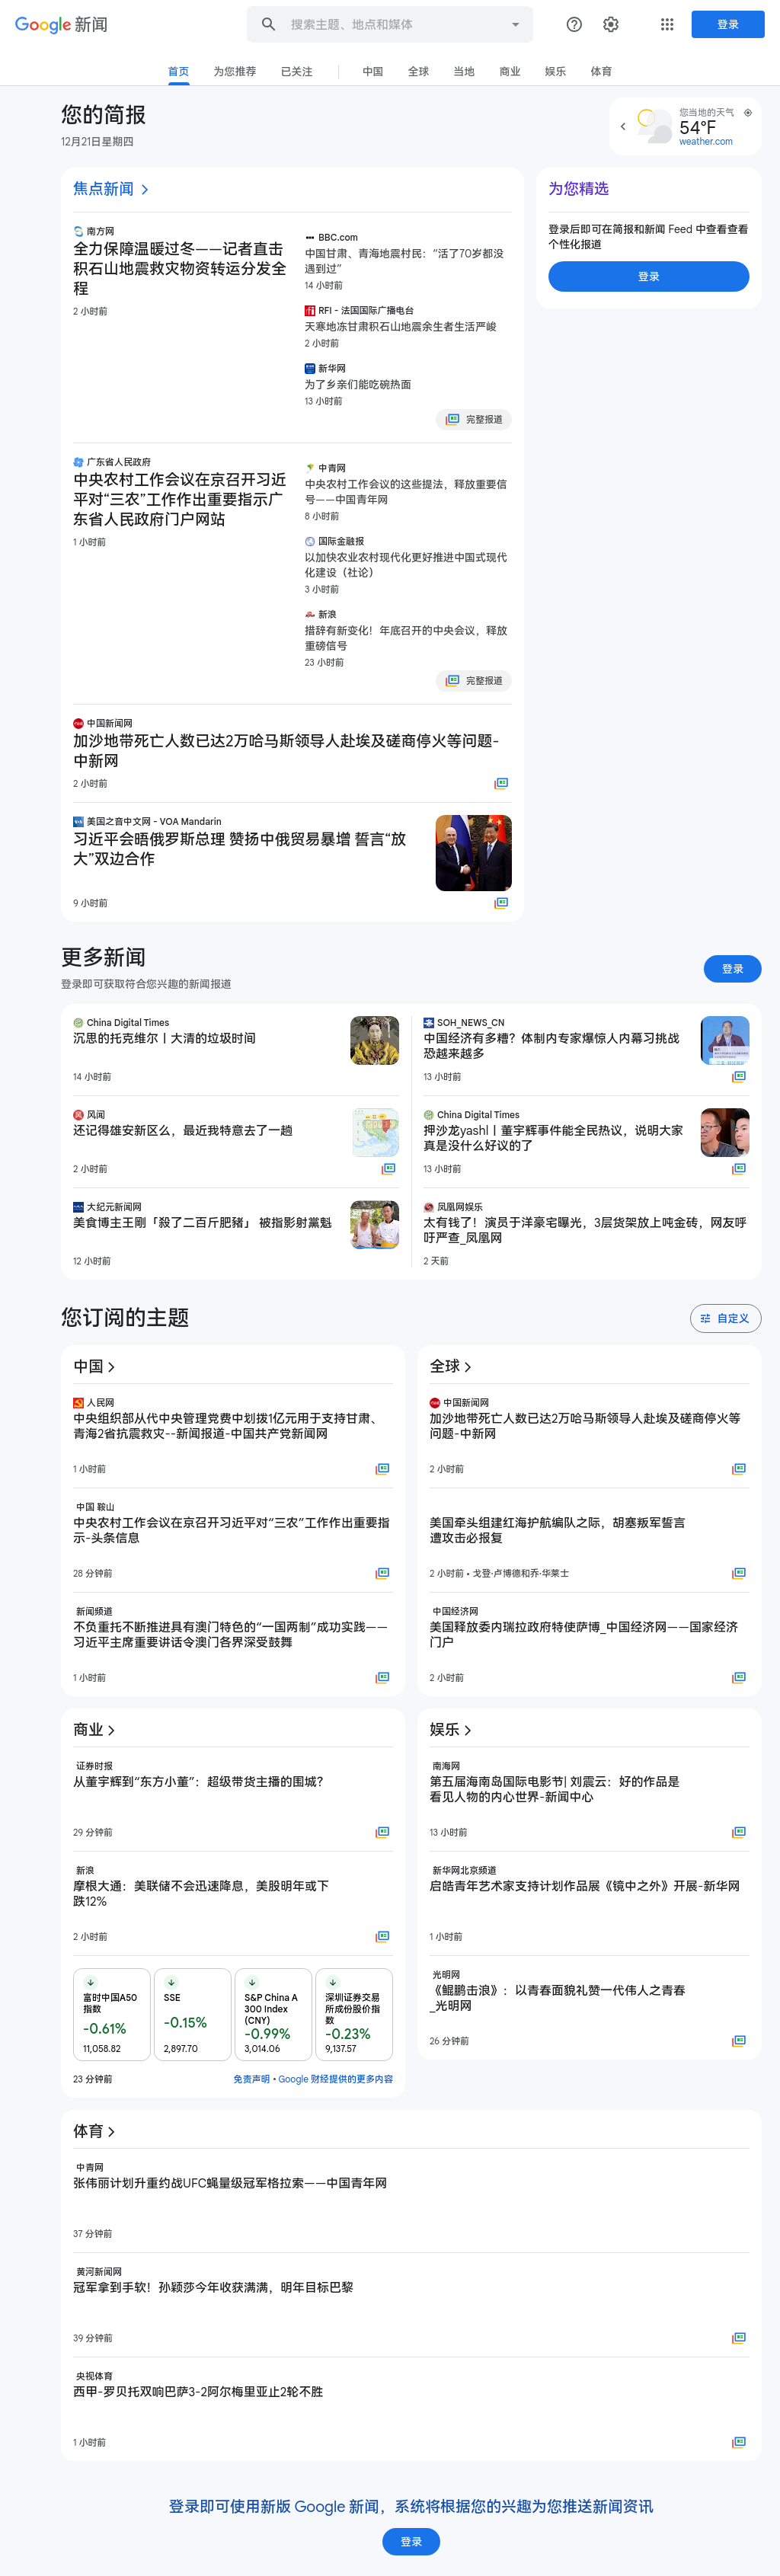 Google 新闻
搜索主题、地点和媒体
登录
首页
为您推荐
已关注
中国
全球
当地
商业
娱乐
体育
您的简报
12月21日星期四
您当地的天气
54°F
weather.com
焦点新闻
南方网
全力保障温暖过冬——记者直击
积石山地震救灾物资转运分发全
程
2 小时前
BBC.com
中国甘肃、青海地震村民：“活了70岁都没
遇到过”
14 小时前
RFI - 法国国际广播电台
天寒地冻甘肃积石山地震余生者生活严峻
2 小时前
新华网
为了乡亲们能吃碗热面
13 小时前
完整报道
广东省人民政府
中央农村工作会议在京召开习近
平对“三农”工作作出重要指示广
东省人民政府门户网站
1 小时前
中青网
中央农村工作会议的这些提法，释放重要信
号——中国青年网
8 小时前
国际金融报
以加快农业农村现代化更好推进中国式现代
化建设（社论）
3 小时前
新浪
措辞有新变化！年底召开的中央会议，释放
重磅信号
23 小时前
完整报道
中国新闻网
加沙地带死亡人数已达2万哈马斯领导人赴埃及磋商停火等问题-
中新网
2 小时前
美国之音中文网 - VOA Mandarin
习近平会晤俄罗斯总理 赞扬中俄贸易暴增 誓言“放
大”双边合作
9 小时前
为您精选
登录后即可在简报和新闻 Feed 中查看查看
个性化报道
登录
更多新闻
登录即可获取符合您兴趣的新闻报道
登录
China Digital Times
沉思的托克维尔丨大清的垃圾时间
14 小时前
风闻
还记得雄安新区么，最近我特意去了一趟
2 小时前
大纪元新闻网
美食博主王刚「殺了二百斤肥豬」 被指影射黨魁
12 小时前
SOH_NEWS_CN
中国经济有多糟？体制内专家爆惊人内幕习挑战
恐越来越多
13 小时前
China Digital Times
押沙龙yashl丨董宇辉事件能全民热议，说明大家
真是没什么好议的了
13 小时前
凤凰网娱乐
太有钱了！演员于洋豪宅曝光，3层货架放上吨金砖，网友呼
吁严查_凤凰网
2 天前
您订阅的主题
自定义
中国
人民网
中央组织部从代中央管理党费中划拨1亿元用于支持甘肃、
青海2省抗震救灾--新闻报道-中国共产党新闻网
1 小时前
中国 鞍山
中央农村工作会议在京召开习近平对“三农”工作作出重要指
示-头条信息
28 分钟前
新闻频道
不负重托不断推进具有澳门特色的“一国两制”成功实践——
习近平主席重要讲话令澳门各界深受鼓舞
1 小时前
全球
中国新闻网
加沙地带死亡人数已达2万哈马斯领导人赴埃及磋商停火等
问题-中新网
2 小时前
美国牵头组建红海护航编队之际，胡塞叛军誓言
遭攻击必报复
2 小时前 • 戈登·卢博德和乔·华莱士
中国经济网
美国释放委内瑞拉政府特使萨博_中国经济网——国家经济
门户
2 小时前
商业
证券时报
从董宇辉到“东方小董”：超级带货主播的围城？
29 分钟前
新浪
摩根大通：美联储不会迅速降息，美股明年或下
跌12%
2 小时前
富时中国A50
指数
-0.61%
11,058.82
SSE
-0.15%
2,897.70
S&P China A
300 Index
(CNY)
-0.99%
3,014.06
深圳证券交易
所成份股价指
数
-0.23%
9,137.57
23 分钟前
免责声明 • Google 财经提供的更多内容
娱乐
南海网
第五届海南岛国际电影节| 刘震云：好的作品是
看见人物的内心世界-新闻中心
13 小时前
新华网北京频道
启皓青年艺术家支持计划作品展《镜中之外》开展-新华网
1 小时前
光明网
《鲲鹏击浪》：以青春面貌礼赞一代伟人之青春
_光明网
26 分钟前
体育
中青网
张伟丽计划升重约战UFC蝇量级冠军格拉索——中国青年网
37 分钟前
黄河新闻网
冠军拿到手软！孙颖莎今年收获满满，明年目标巴黎
39 分钟前
央视体育
西甲-罗贝托双响巴萨3-2阿尔梅里亚止2轮不胜
1 小时前
登录即可使用新版 Google 新闻，系统将根据您的兴趣为您推送新闻资讯
登录